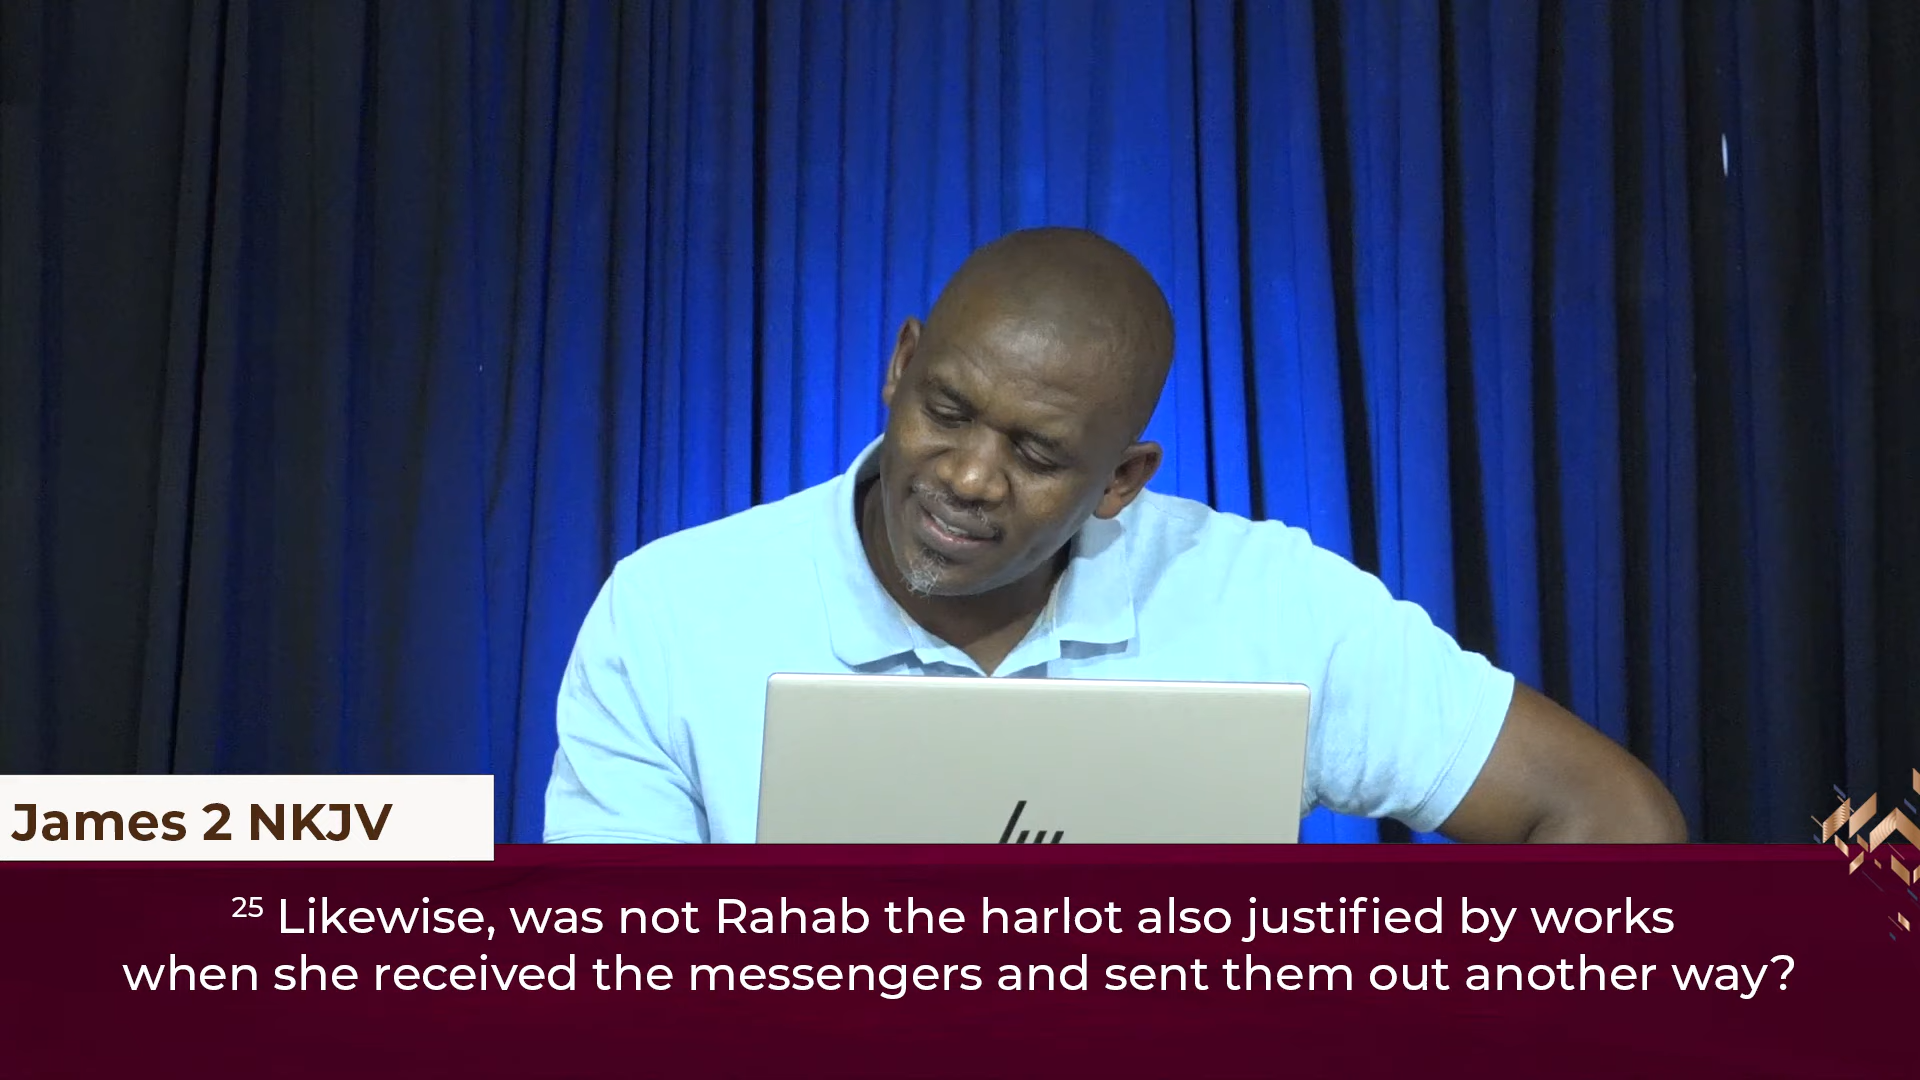 James 2 NKJV
25 Likewise, was not Rahab the harlot also justified by works
when she received the messengers and sent them out another way?